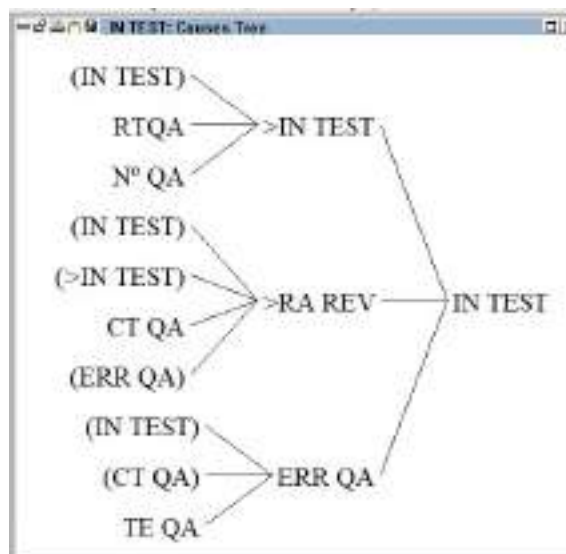 IN TEST: Causes Tree
(IN TEST)
RTQA
>IN TEST
Nº QA
(IN TEST)
(>IN TEST)
>RA REV
IN TEST
CT QA
(ERR QA)
(IN TEST)
(CT QA)
ERR QA
TE QA